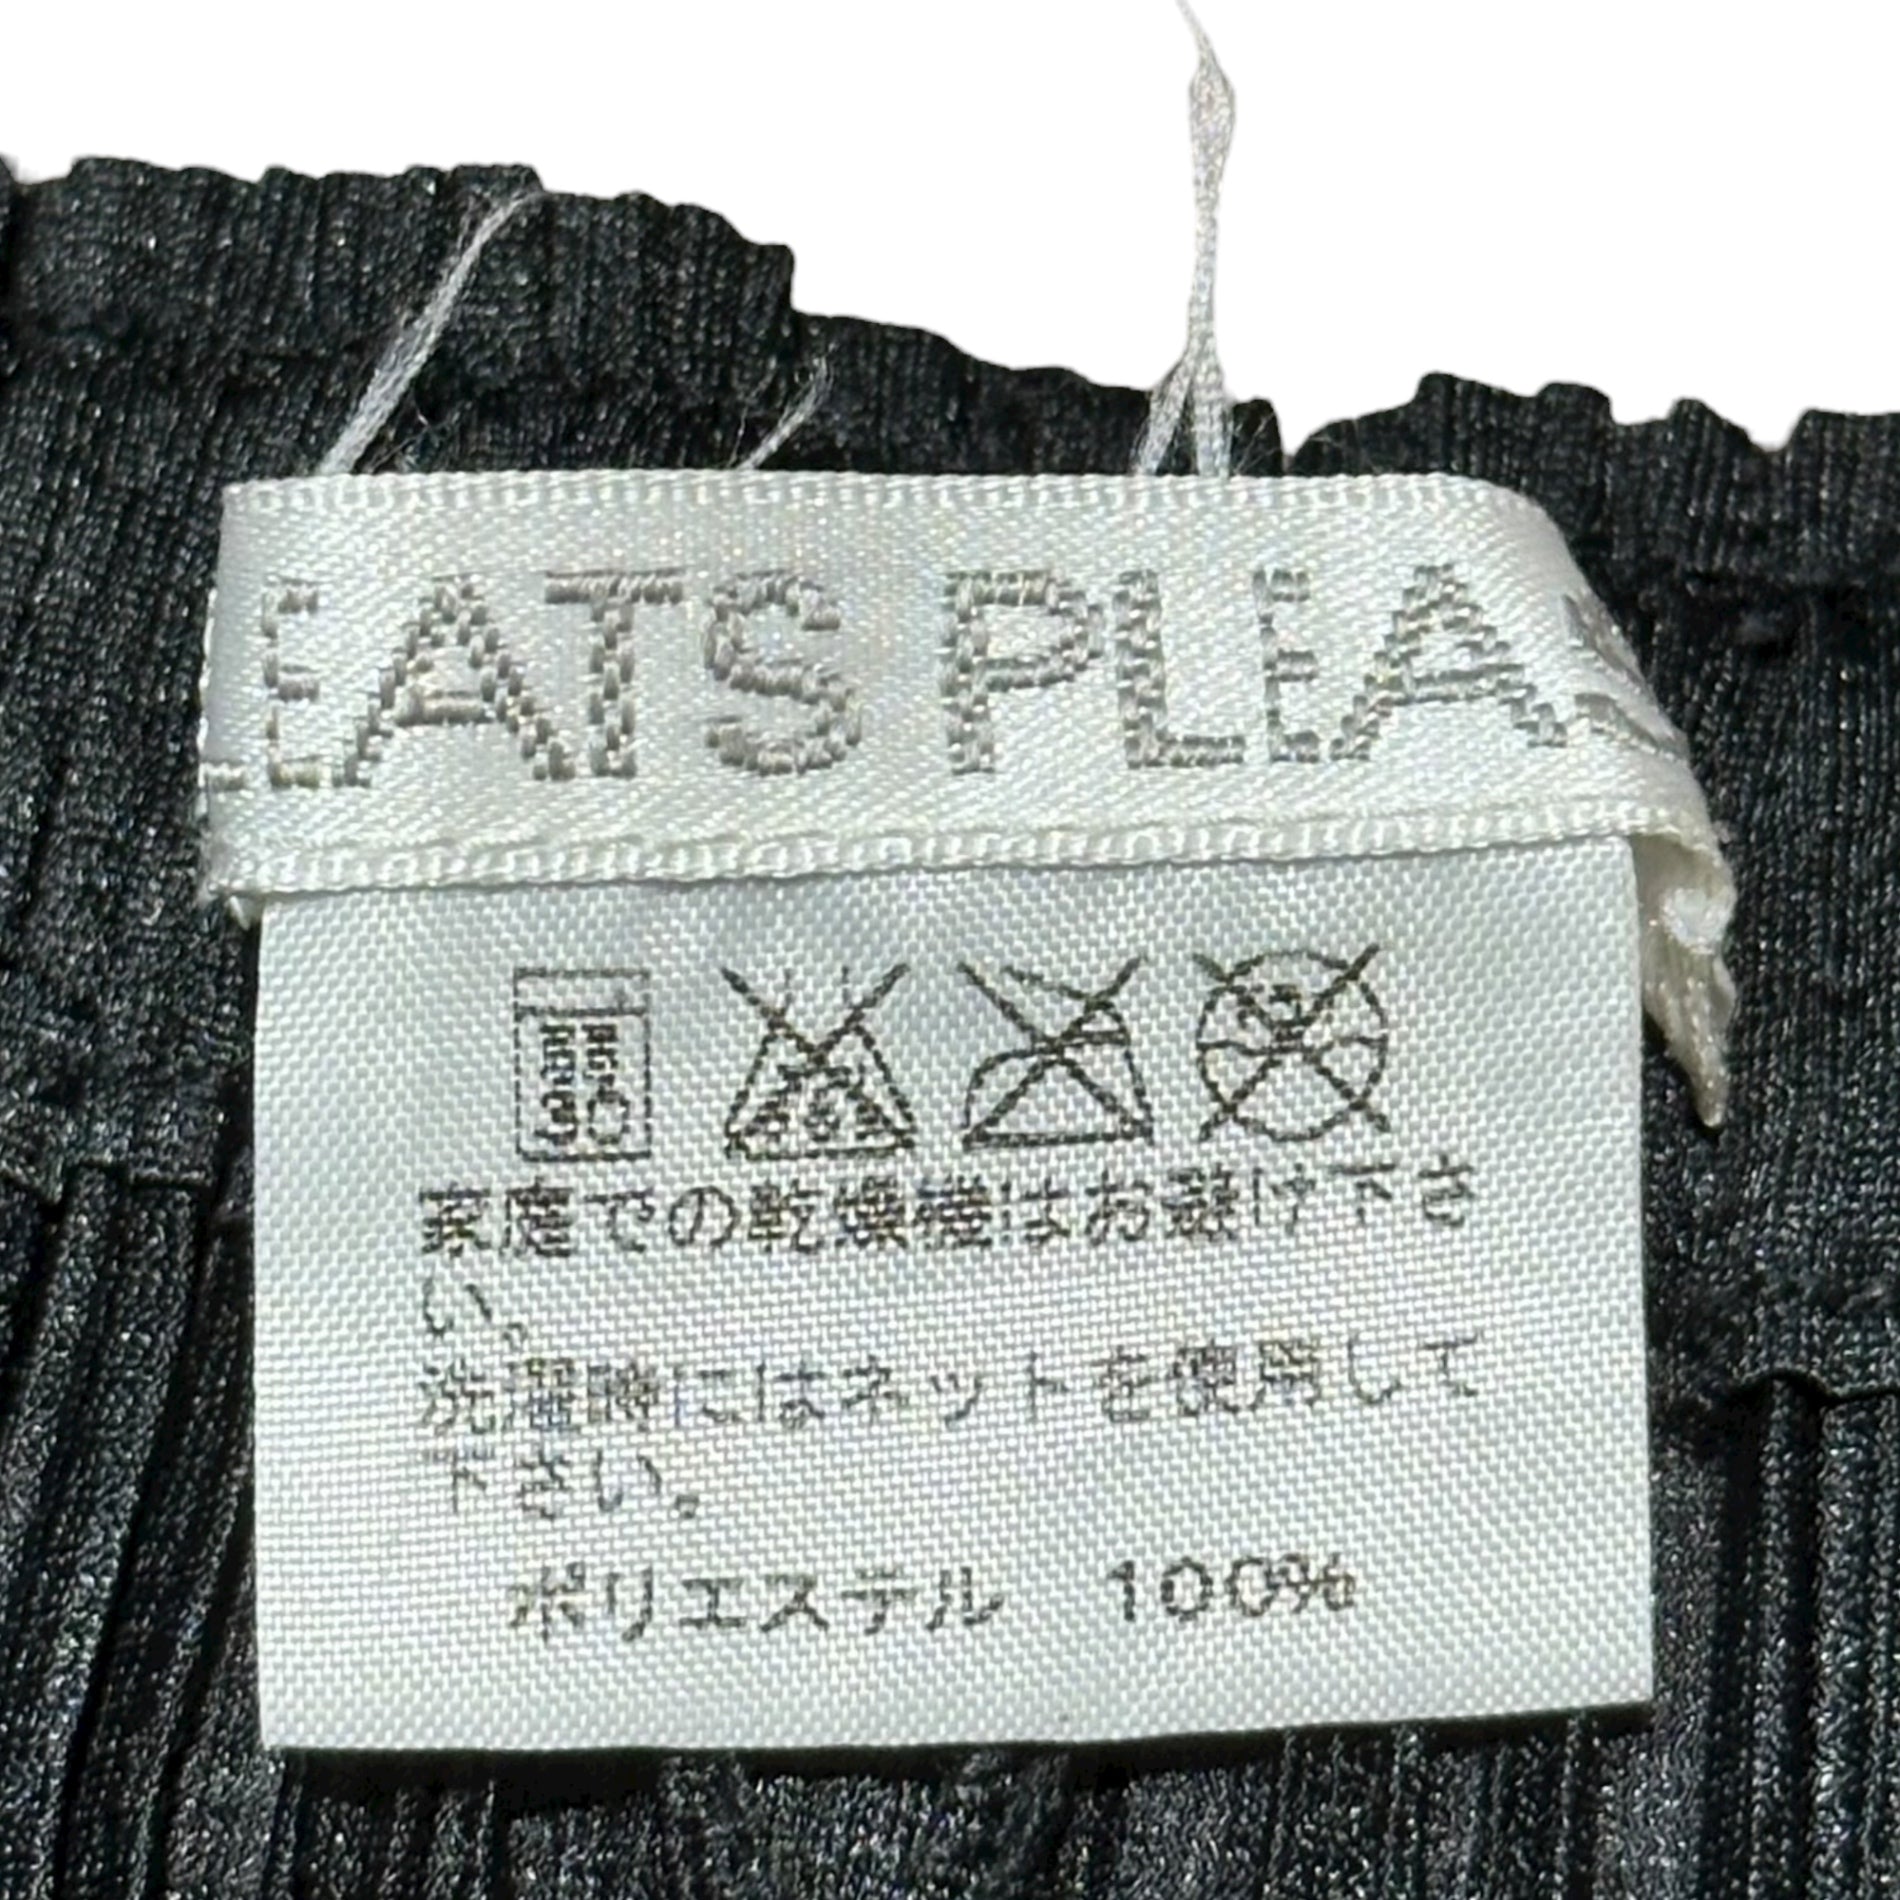 EATS PLEA
家庭での乾燥機はお避け下さ
い。
洗濯時にはネットを使用して
下さい。
ポリエステル 100%